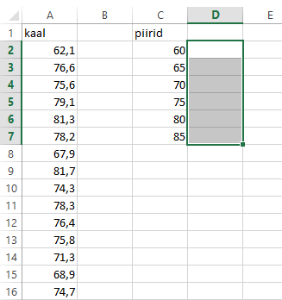 A B C D E
1 kaal piirid
2 62,1 60
3 76,6 65
4 75,6 70
5 79,1 75
6 81,3 80
7 78,2 85
8 67,9
9 81,7
10 74,3
11 78,3
12 76,4
13 75,8
14 71,3
15 68,9
16 74,7